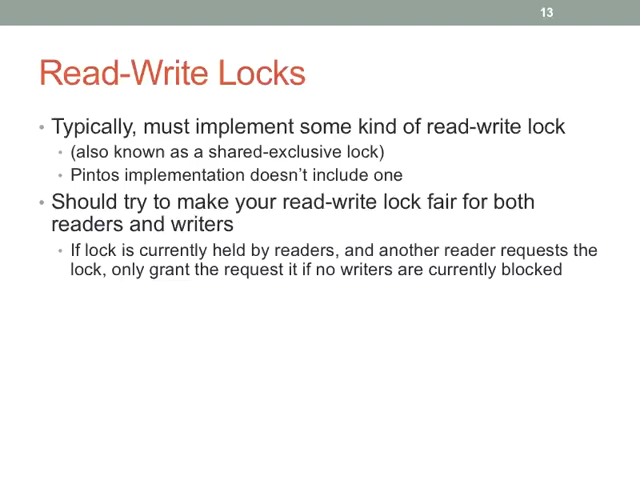 13
Read-Write Locks
• Typically, must implement some kind of read-write lock
• (also known as a shared-exclusive lock)
• Pintos implementation doesn't include one
• Should try to make your read-write lock fair for both
readers and writers
• If lock is currently held by readers, and another reader requests the
lock, only grant the request it if no writers are currently blocked